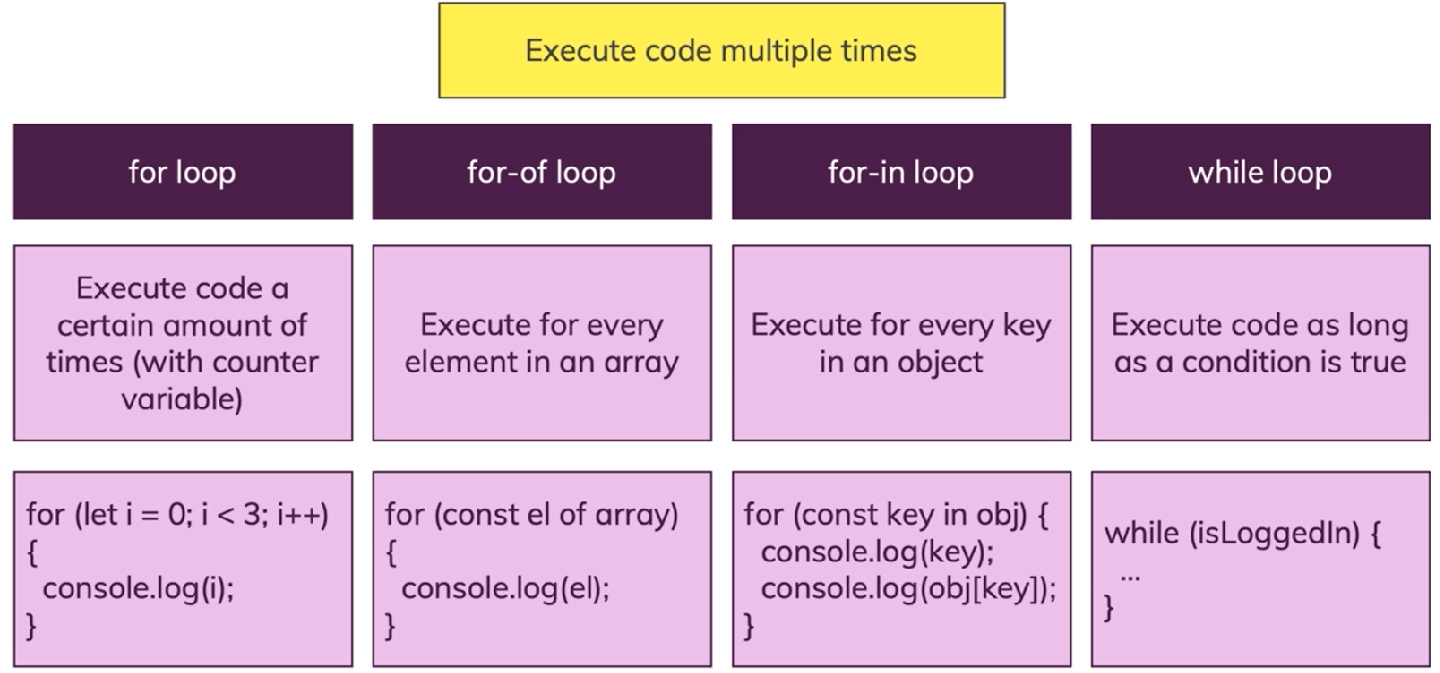 Execute code multiple times
for loop
for-of loop
for-in loop
while loop
Execute code a
certain amount of
times (with counter
variable)
Execute for every
element in an array
Execute for every key
in an object
Execute code as long
as a condition is true
for (let i = 0; i < 3; i++)
{
  console.log(i);
}
for (const el of array)
{
  console.log(el);
}
for (const key in obj) {
  console.log(key);
  console.log(obj[key]);
}
while (isLoggedIn) {
  ...
}